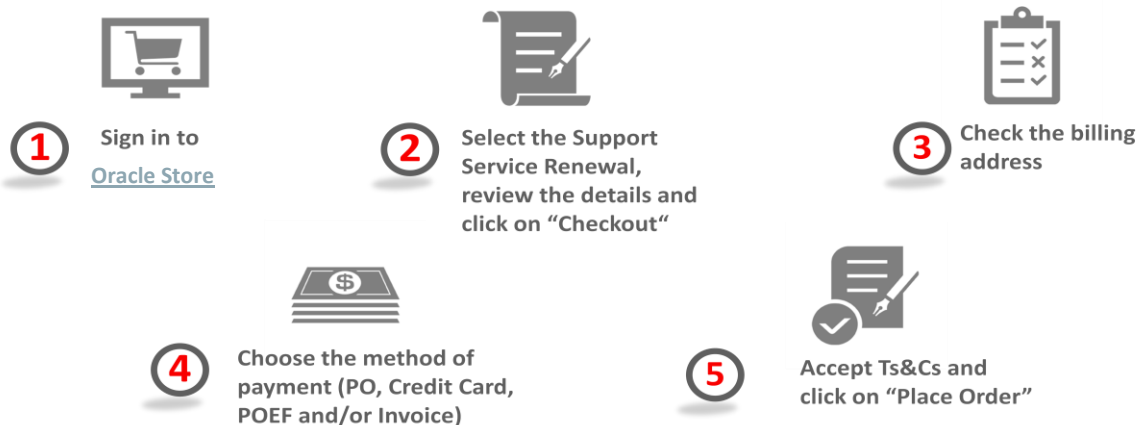 1
Sign in to
Oracle Store
2
Select the Support
Service Renewal,
review the details and
click on “Checkout“
3
Check the billing
address
$
4
Choose the method of
payment (PO, Credit Card,
POEF and/or Invoice)
5
Accept Ts&Cs and
click on “Place Order”